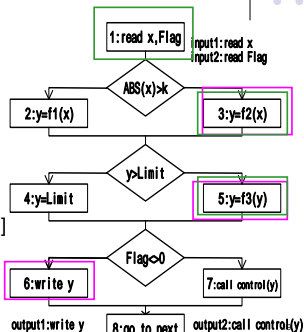 1:read x,Flag
input1:read x
input2:read Flag
ABS(x)>k
2:y=f1(x)
3:y=f2(x)
y>Limit
4:y=Limit
5:y=f3(y)
]
Flag<>0
6:write y
7:call control(y)
output1:write y
8:go to next
output2:call control(y)